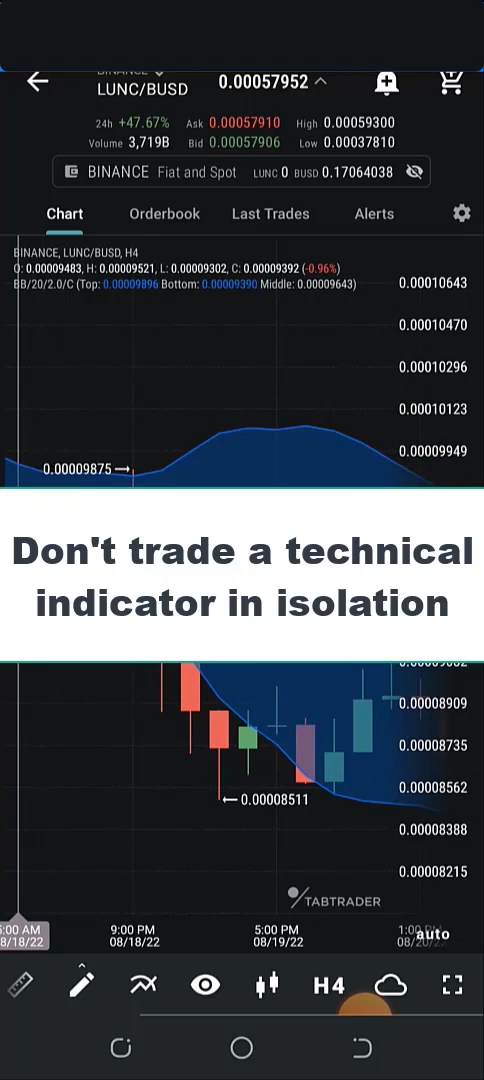 LUNC/BUSD
0.00057952
24h +47.67% Ask 0.00057910 High 0.00059300
Volume 3,719B Bid 0.00057906 Low 0.00037810
BINANCE Fiat and Spot LUNC 0 BUSD 0.17064038
Chart Orderbook Last Trades Alerts
BINANCE, LUNC/BUSD, H4
O: 0.00009483, H: 0.00009521, L: 0.00009302, C: 0.00009392 (-0.96%)
BB/20/2.0/C (Top: 0.00009896 Bottom: 0.00009390 Middle: 0.00009643)
0.00010643
0.00010470
0.00010296
0.00010123
0.00009949
0.00009875
Don't trade a technical
indicator in isolation
0.00008909
0.00008735
0.00008562
0.00008511
0.00008388
0.00008215
TABTRADER
5:00 AM 9:00 PM 5:00 PM auto
8/18/22 08/18/22 08/19/22 08/20/22
H4